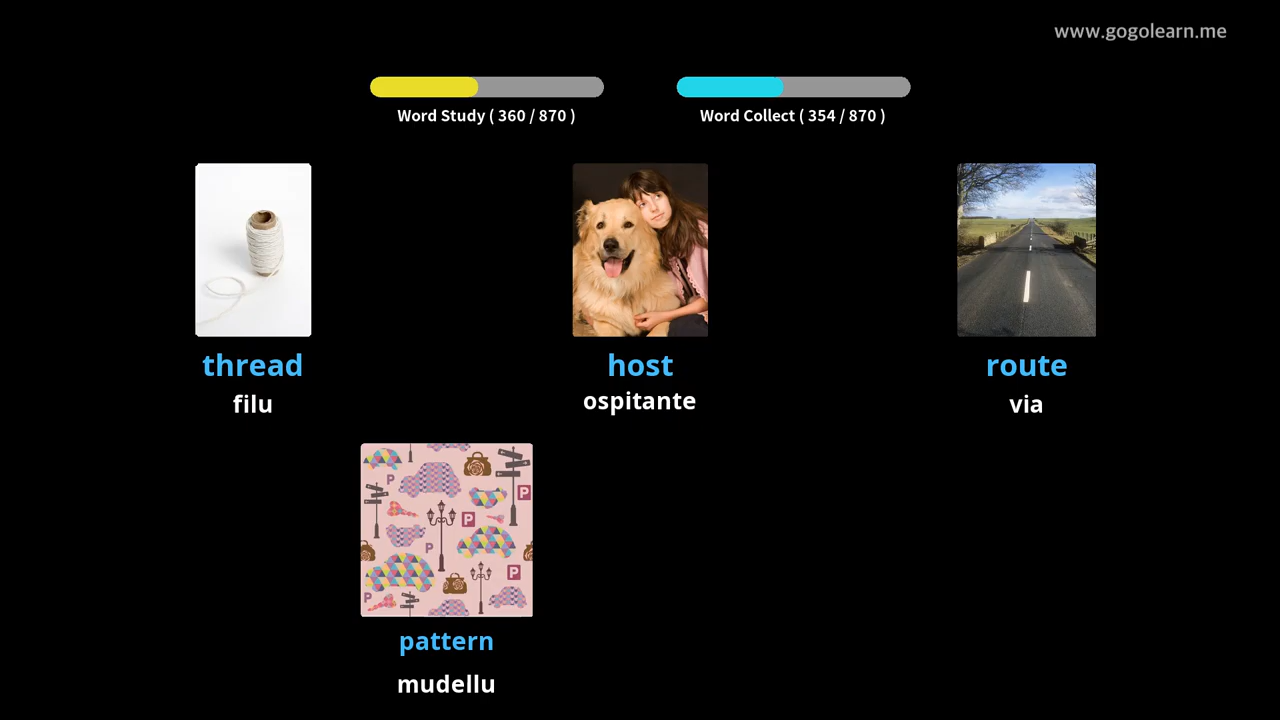 www.gogolearn.me
Word Study ( 360 / 870 )
Word Collect ( 354 / 870 )
thread
filu
host
ospitante
route
via
P
P
P
P
P
P
pattern
mudellu